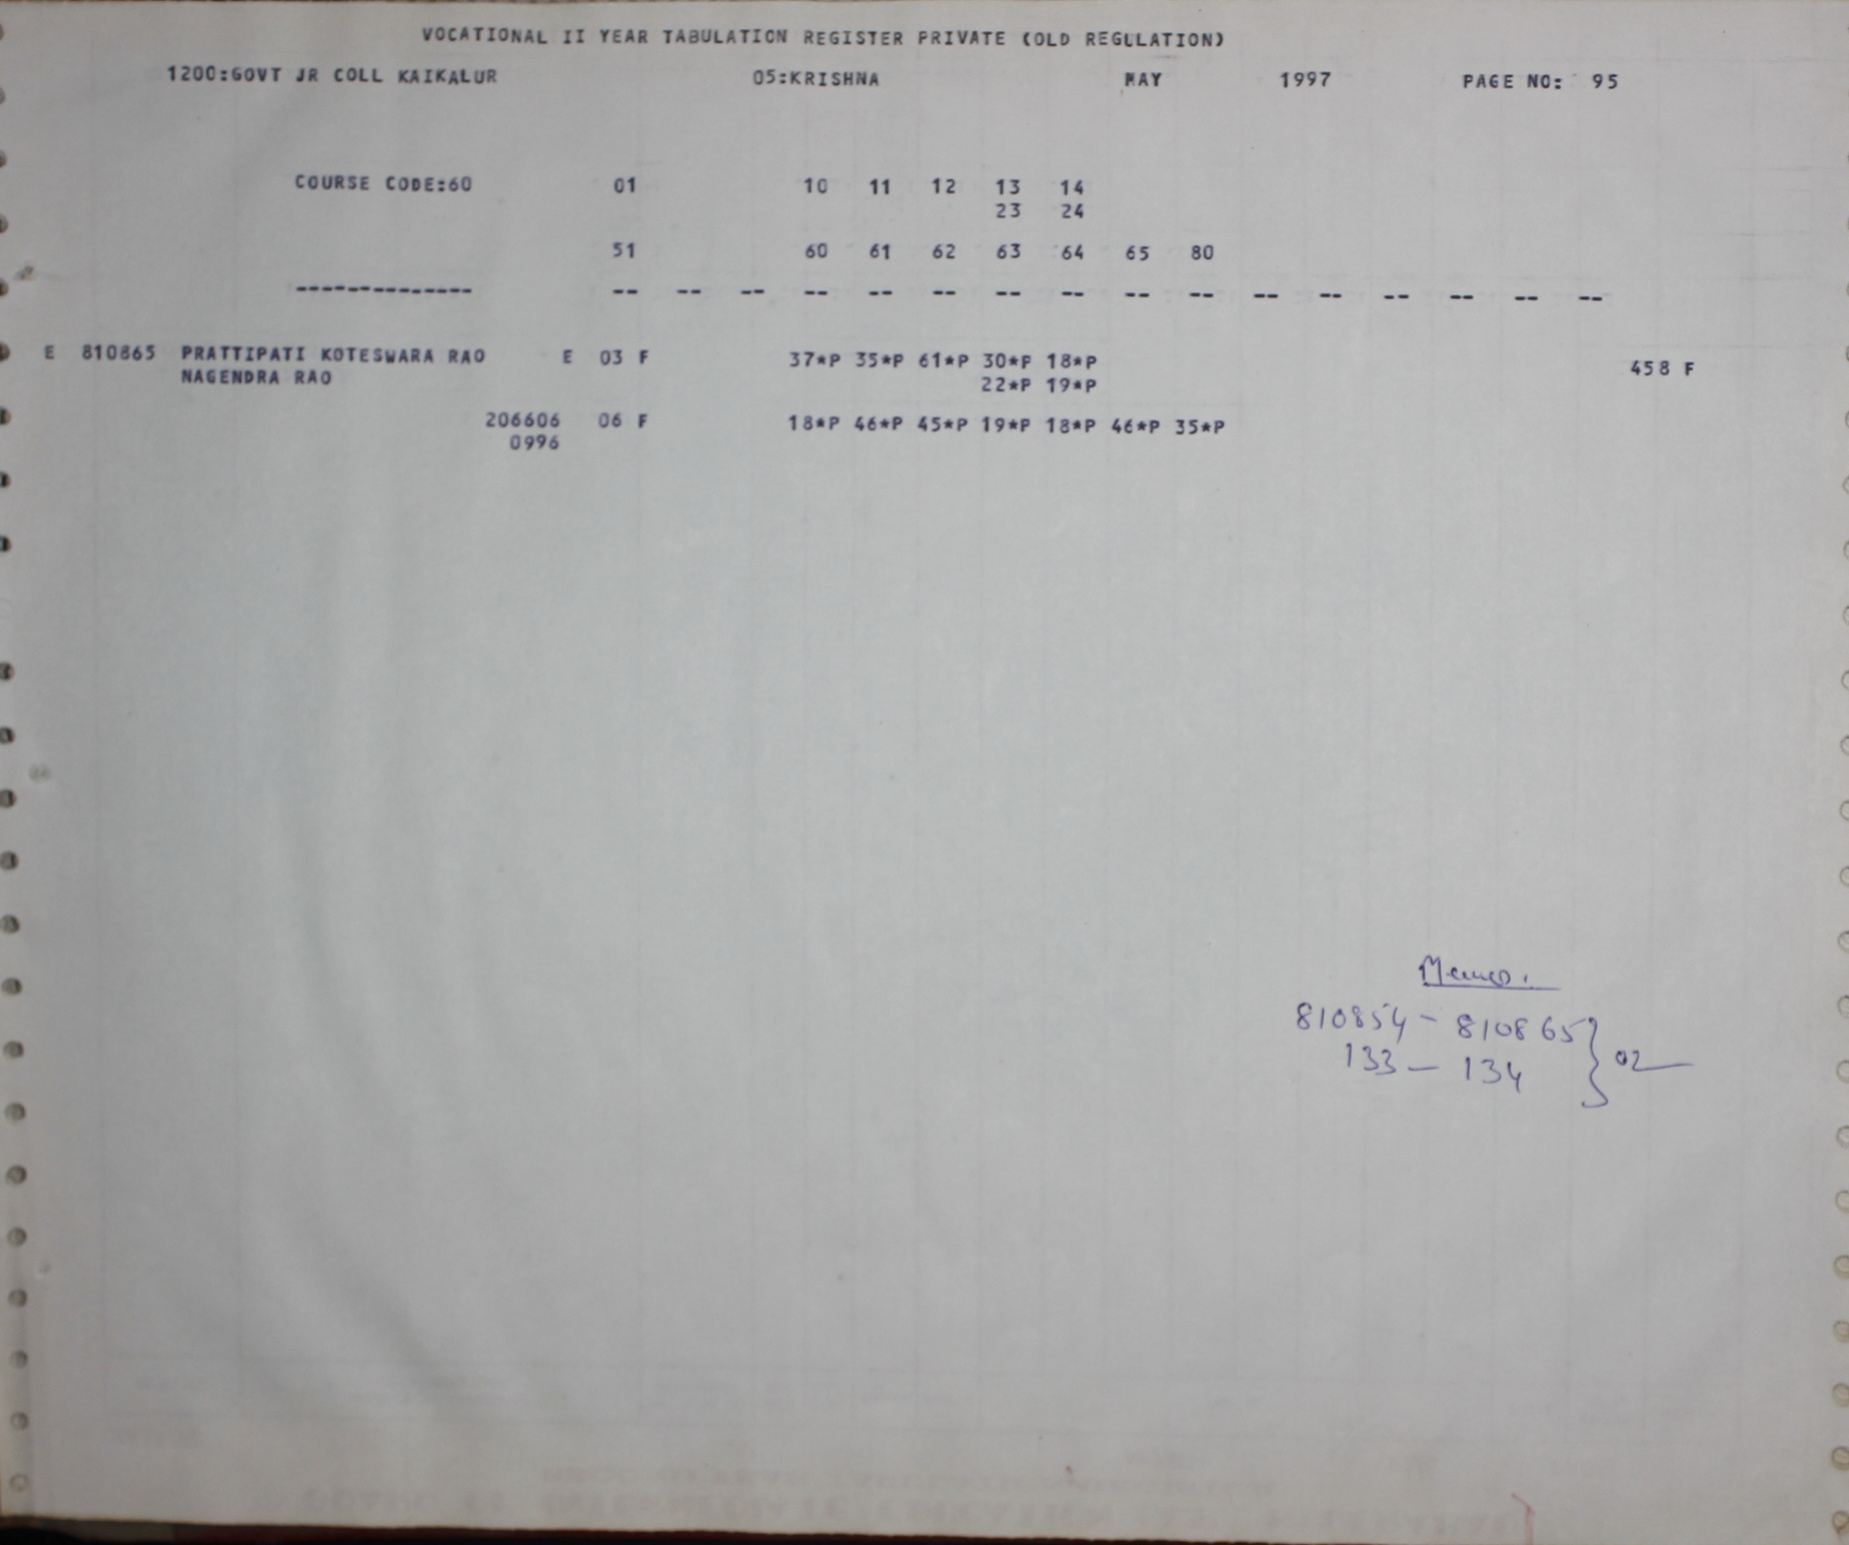 VOCATIONAL II YEAR TABULATION REGISTER PRIVATE (OLD REGULATION)
1200:GOVT JR COLL KAIKALUR 05:KRISHNA MAY 1997 PAGE NO: 95
COURSE CODE:60 01 10 11 12 13 14
23 24
51 60 61 62 63 64 65 80
-------------- -- -- -- -- -- -- -- -- -- -- -- -- -- -- -- --
E 810865 PRATTIPATI KOTESWARA RAO E 03 F 37*P 35*P 61*P 30*P 18*P 458 F
NAGENDRA RAO 22*P 19*P
206606 06 F 18*P 46*P 45*P 19*P 18*P 46*P 35*P
0996
Memo.
810854 - 810865
133 - 134 } 02